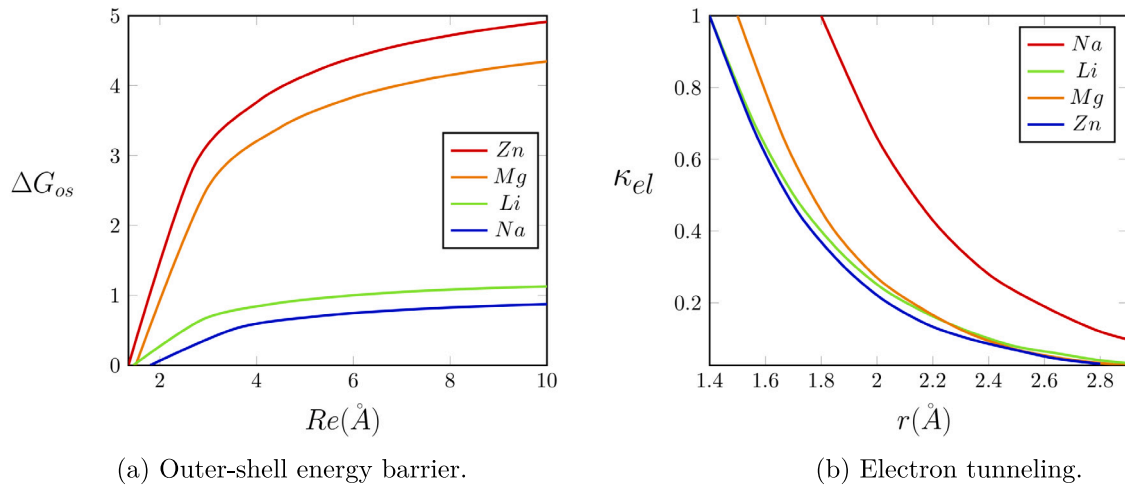 5
4
3
2
1
0
ΔG_os
Zn
Mg
Li
Na
2 4 6 8 10
Re(Å)
(a) Outer-shell energy barrier.
1
0.8
0.6
0.4
0.2
κ_el
Na
Li
Mg
Zn
1.4 1.6 1.8 2 2.2 2.4 2.6 2.8
r(Å)
(b) Electron tunneling.